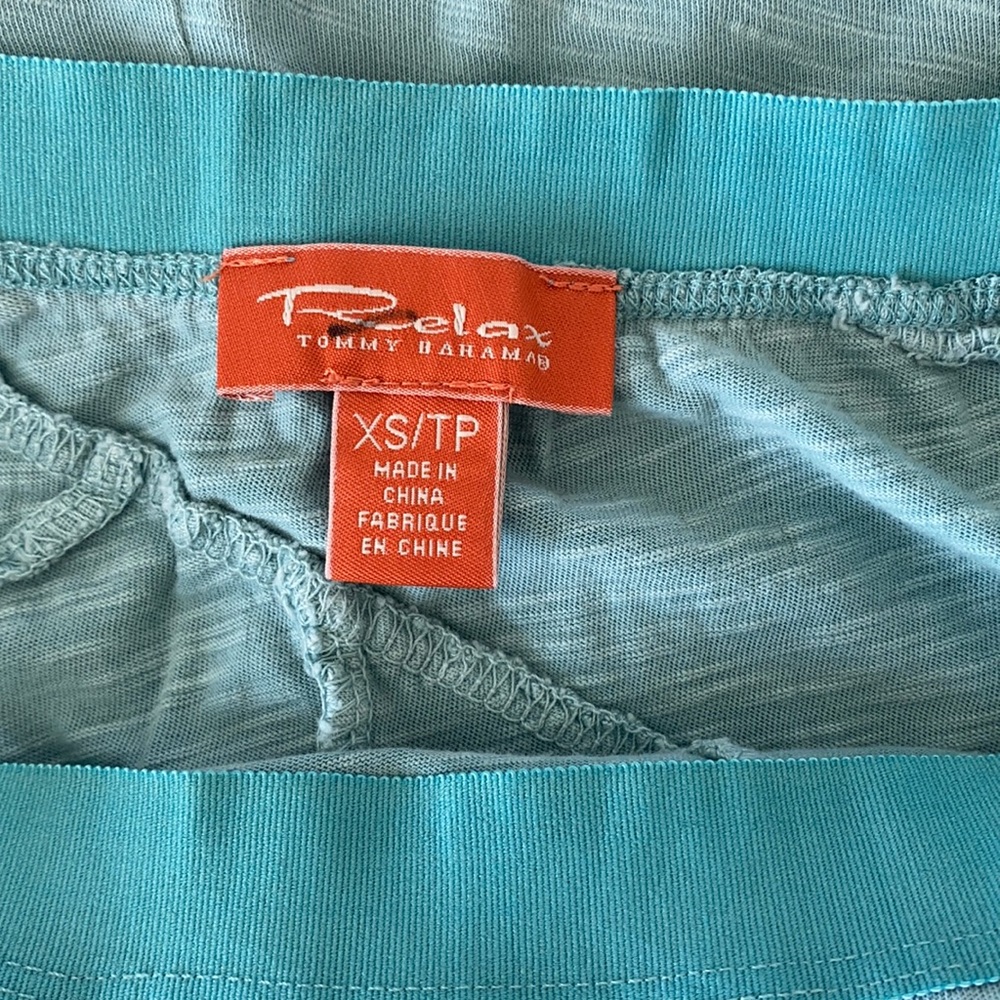 Relax
TOMMY BAHAMA®
XS/TP
MADE IN
CHINA
FABRIQUE
EN CHINE